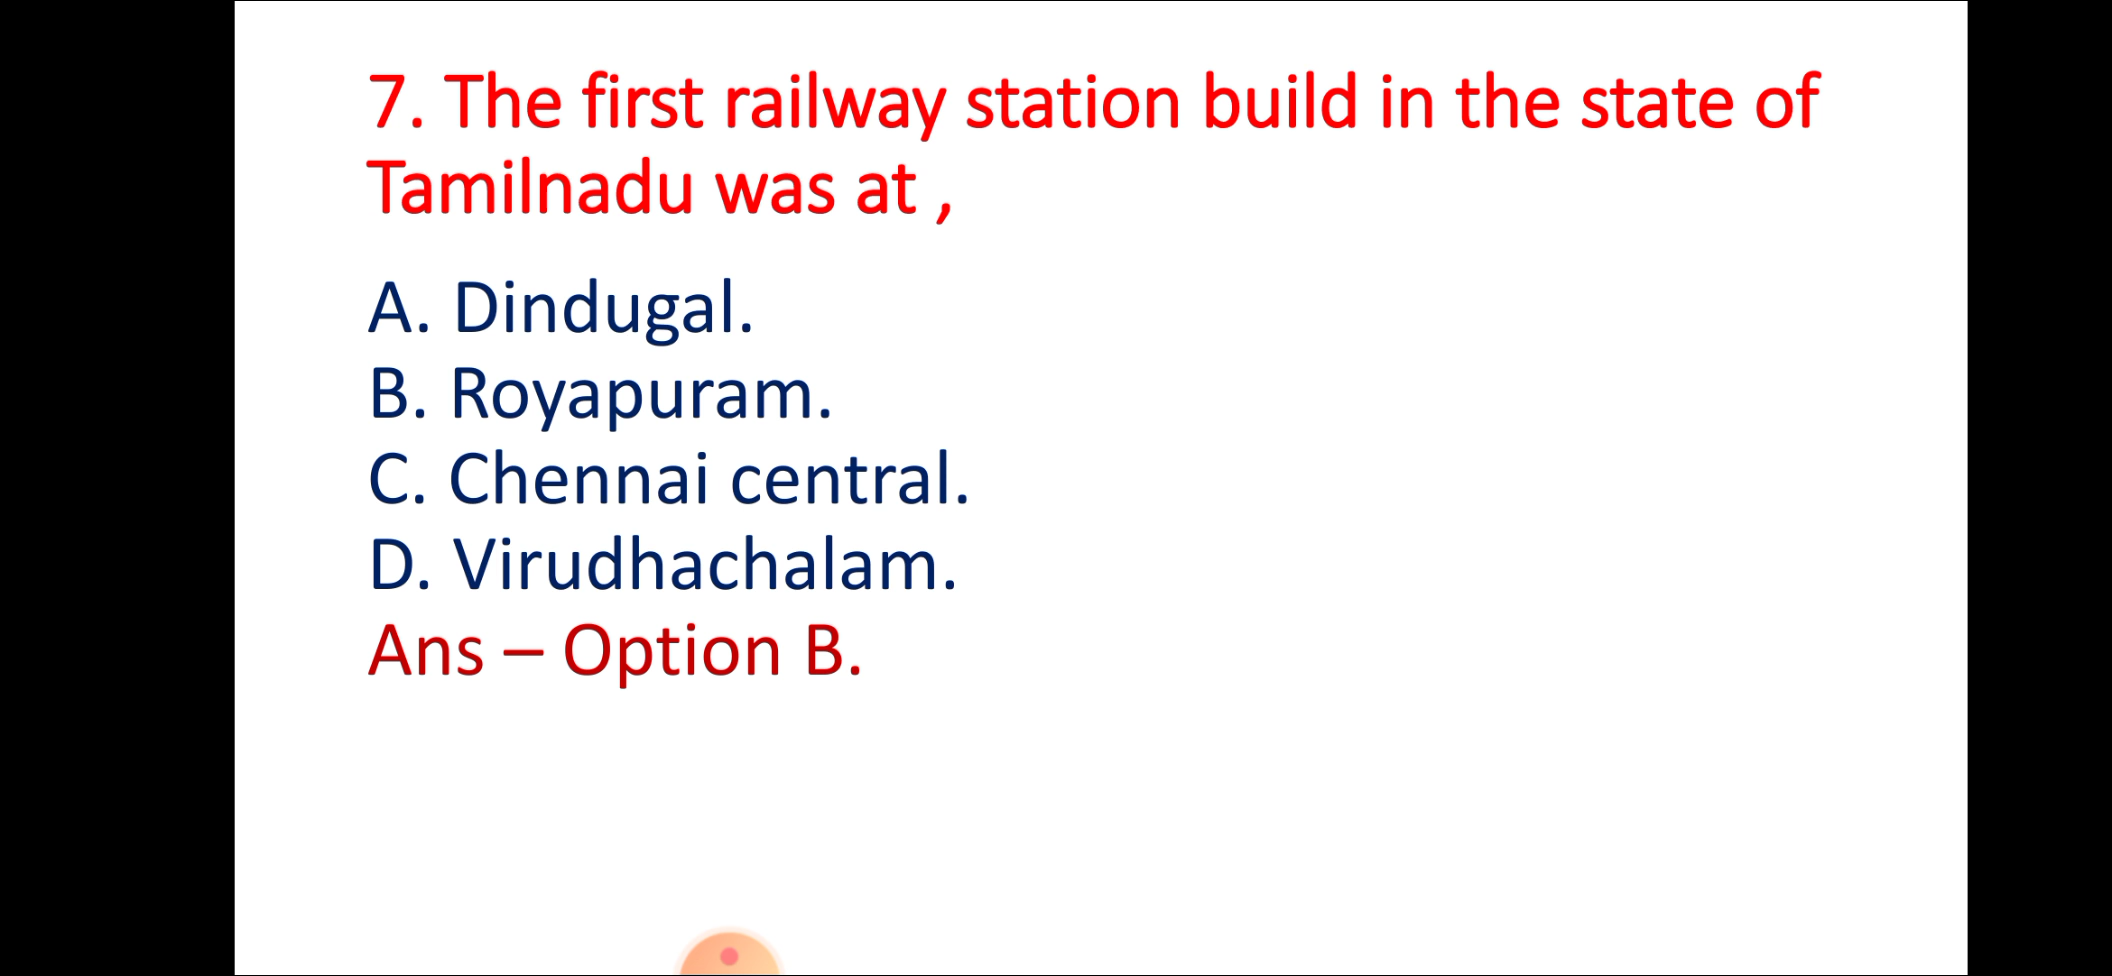 7. The first railway station build in the state of
Tamilnadu was at ,
A. Dindugal.
B. Royapuram.
C. Chennai central.
D. Virudhachalam.
Ans – Option B.